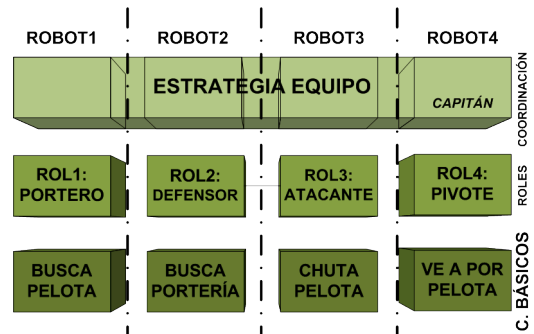 ROBOT1 ROBOT2 ROBOT3 ROBOT4
ESTRATEGIA EQUIPO
CAPITÁN
COORDINACIÓN
ROL1: ROL2: ROL3: ROL4:
PORTERO DEFENSOR ATACANTE PIVOTE
ROLES
BUSCA BUSCA CHUTA VE A POR
PELOTA PORTERÍA PELOTA PELOTA
C. BÁSICOS